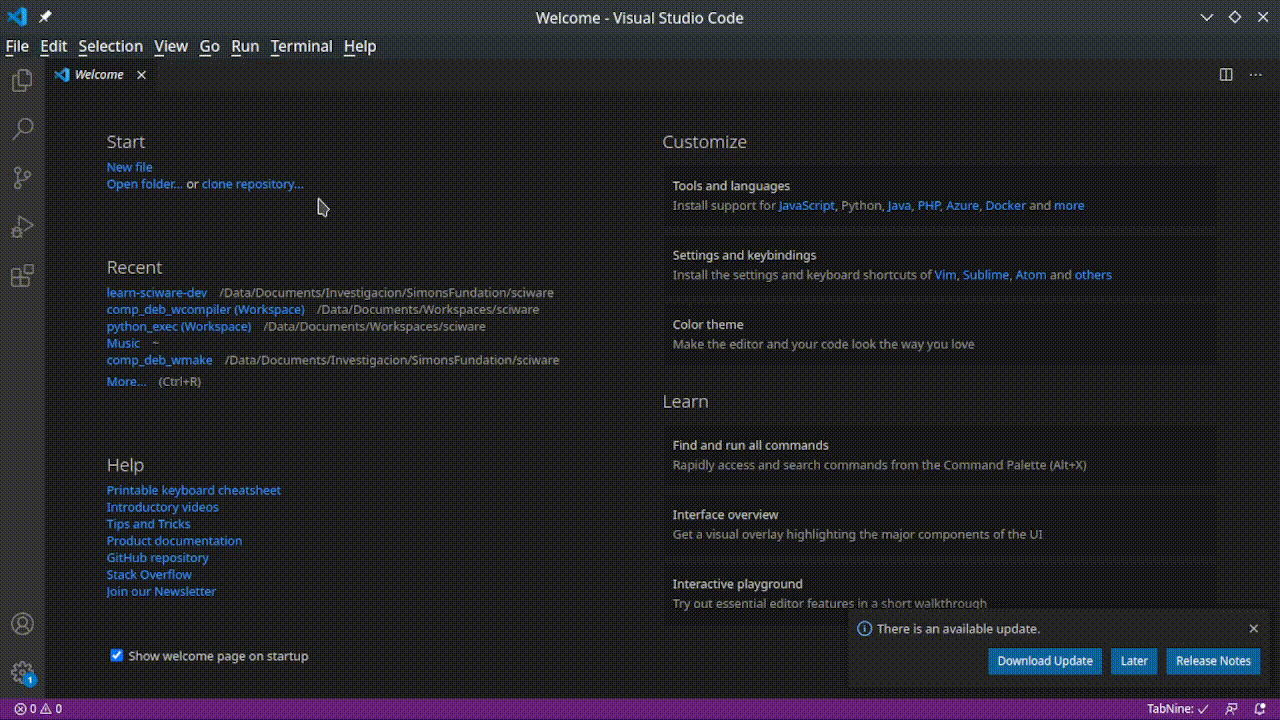 Welcome - Visual Studio Code
File Edit Selection View Go Run Terminal Help
Welcome
Start
New file
Open folder... or clone repository...
Recent
learn-sciware-dev /Data/Documents/Investigacion/SimonsFundation/sciware
comp_deb_wcompiler (Workspace) /Data/Documents/Workspaces/sciware
python_exec (Workspace) /Data/Documents/Workspaces/sciware
Music ~
comp_deb_wmake /Data/Documents/Investigacion/SimonsFundation/sciware
More... (Ctrl+R)
Help
Printable keyboard cheatsheet
Introductory videos
Tips and Tricks
Product documentation
GitHub repository
Stack Overflow
Join our Newsletter
Show welcome page on startup
Customize
Tools and languages
Install support for JavaScript, Python, Java, PHP, Azure, Docker and more
Settings and keybindings
Install the settings and keyboard shortcuts of Vim, Sublime, Atom and others
Color theme
Make the editor and your code look the way you love
Learn
Find and run all commands
Rapidly access and search commands from the Command Palette (Alt+X)
Interface overview
Get a visual overlay highlighting the major components of the UI
Interactive playground
Try out essential editor features in a short walkthrough
There is an available update.
Download Update Later Release Notes
1
0 0 TabNine: